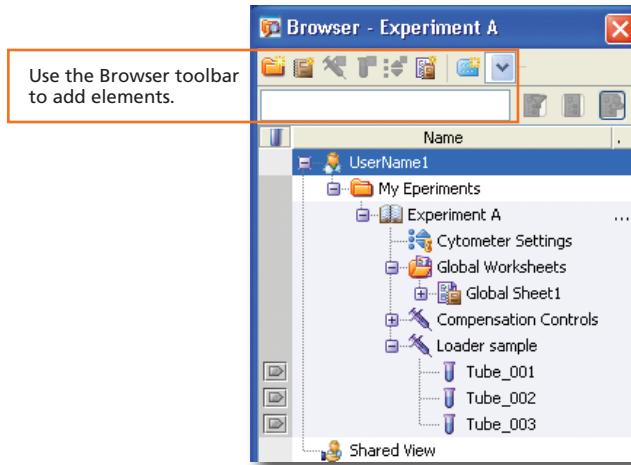 Browser - Experiment A
Use the Browser toolbar
to add elements.
Name
.
UserName1
My Eperiments
Experiment A ...
Cytometer Settings
Global Worksheets
Global Sheet1
Compensation Controls
Loader sample
Tube_001
Tube_002
Tube_003
Shared View